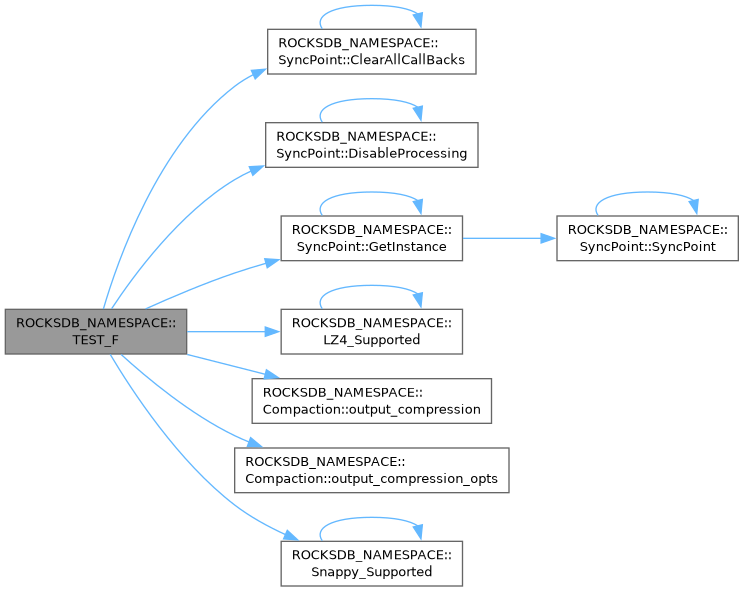 ROCKSDB_NAMESPACE::
SyncPoint::ClearAllCallBacks
ROCKSDB_NAMESPACE::
SyncPoint::DisableProcessing
ROCKSDB_NAMESPACE::
SyncPoint::GetInstance
ROCKSDB_NAMESPACE::
SyncPoint::SyncPoint
ROCKSDB_NAMESPACE::
TEST_F
ROCKSDB_NAMESPACE::
LZ4_Supported
ROCKSDB_NAMESPACE::
Compaction::output_compression
ROCKSDB_NAMESPACE::
Compaction::output_compression_opts
ROCKSDB_NAMESPACE::
Snappy_Supported